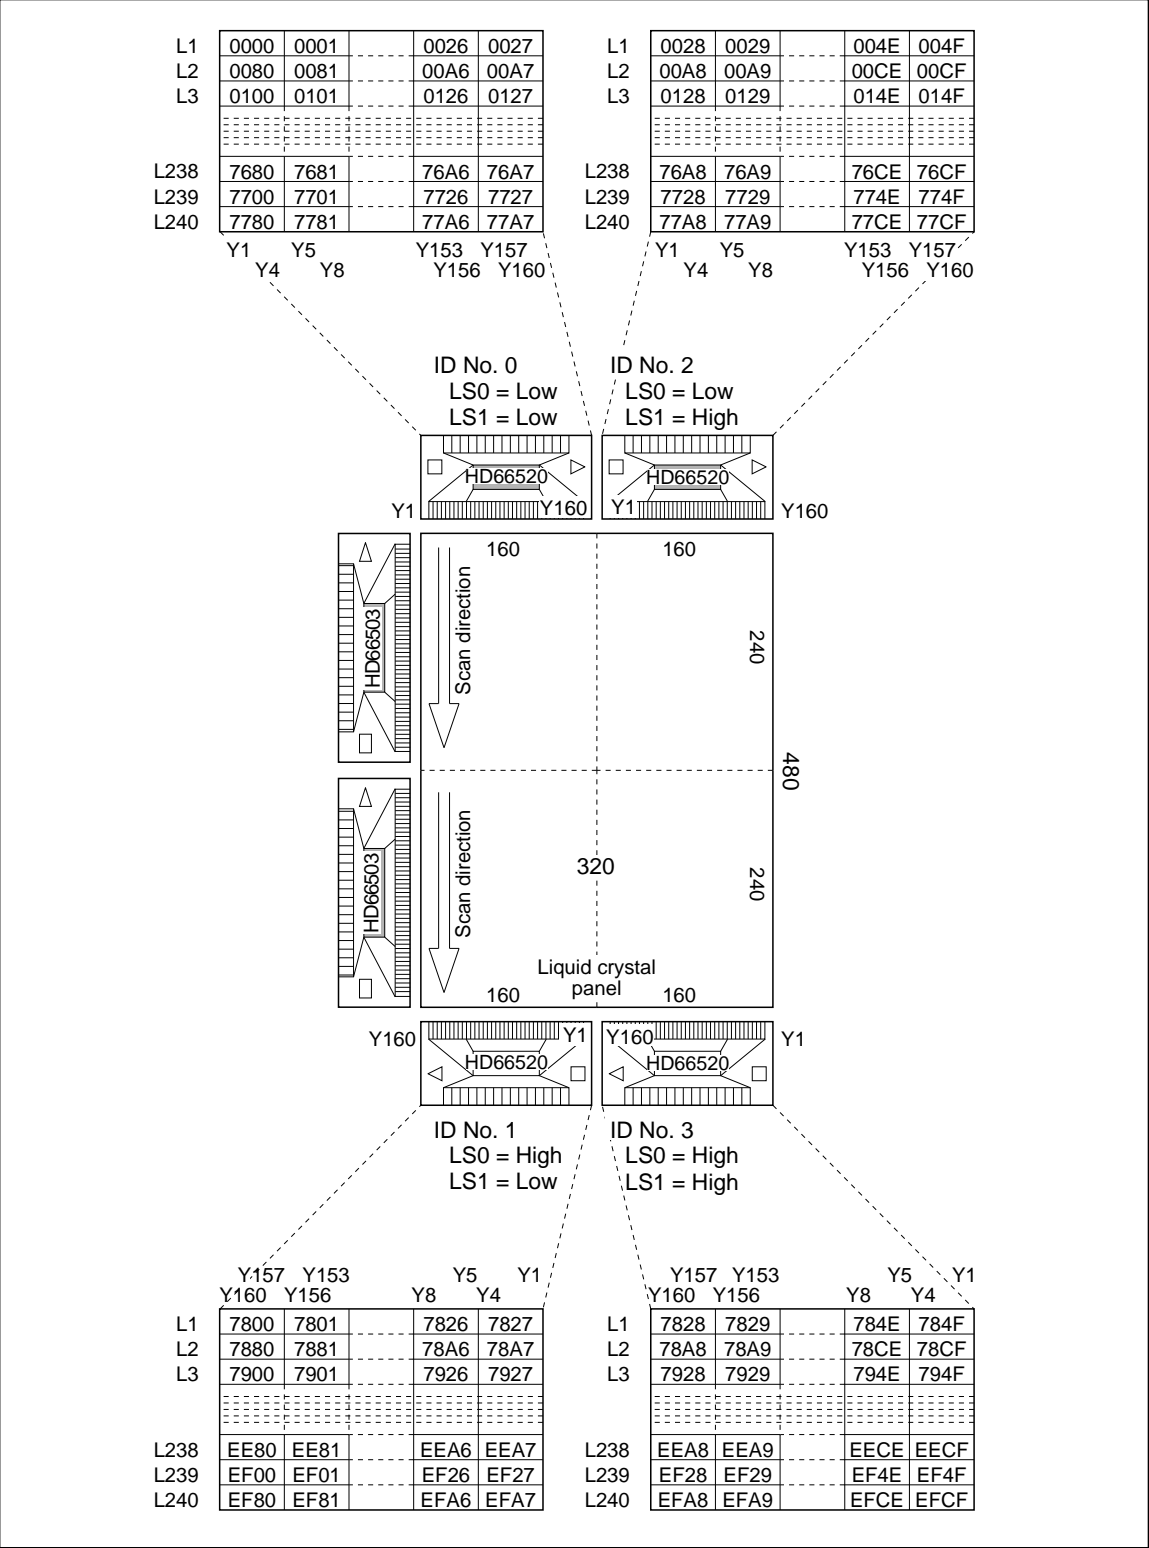 L1 0000 0001 0026 0027
L2 0080 0081 00A6 00A7
L3 0100 0101 0126 0127
L238 7680 7681 76A6 76A7
L239 7700 7701 7726 7727
L240 7780 7781 77A6 77A7
Y1 Y5 Y153 Y157
Y4 Y8 Y156 Y160
L1 0028 0029 004E 004F
L2 00A8 00A9 00CE 00CF
L3 0128 0129 014E 014F
L238 76A8 76A9 76CE 76CF
L239 7728 7729 774E 774F
L240 77A8 77A9 77CE 77CF
Y1 Y5 Y153 Y157
Y4 Y8 Y156 Y160
ID No. 0
LS0 = Low
LS1 = Low
ID No. 2
LS0 = Low
LS1 = High
HD66520
Y1 Y160
HD66520
Y1 Y160
160 160
HD66503
Scan direction
240
480
HD66503
Scan direction
320
240
Liquid crystal
panel
160 160
Y160 Y1
HD66520
Y160 Y1
HD66520
ID No. 1
LS0 = High
LS1 = Low
ID No. 3
LS0 = High
LS1 = High
Y157 Y153 Y5 Y1
Y160 Y156 Y8 Y4
L1 7800 7801 7826 7827
L2 7880 7881 78A6 78A7
L3 7900 7901 7926 7927
L238 EE80 EE81 EEA6 EEA7
L239 EF00 EF01 EF26 EF27
L240 EF80 EF81 EFA6 EFA7
Y157 Y153 Y5 Y1
Y160 Y156 Y8 Y4
L1 7828 7829 784E 784F
L2 78A8 78A9 78CE 78CF
L3 7928 7929 794E 794F
L238 EEA8 EEA9 EECE EECF
L239 EF28 EF29 EF4E EF4F
L240 EFA8 EFA9 EFCE EFCF